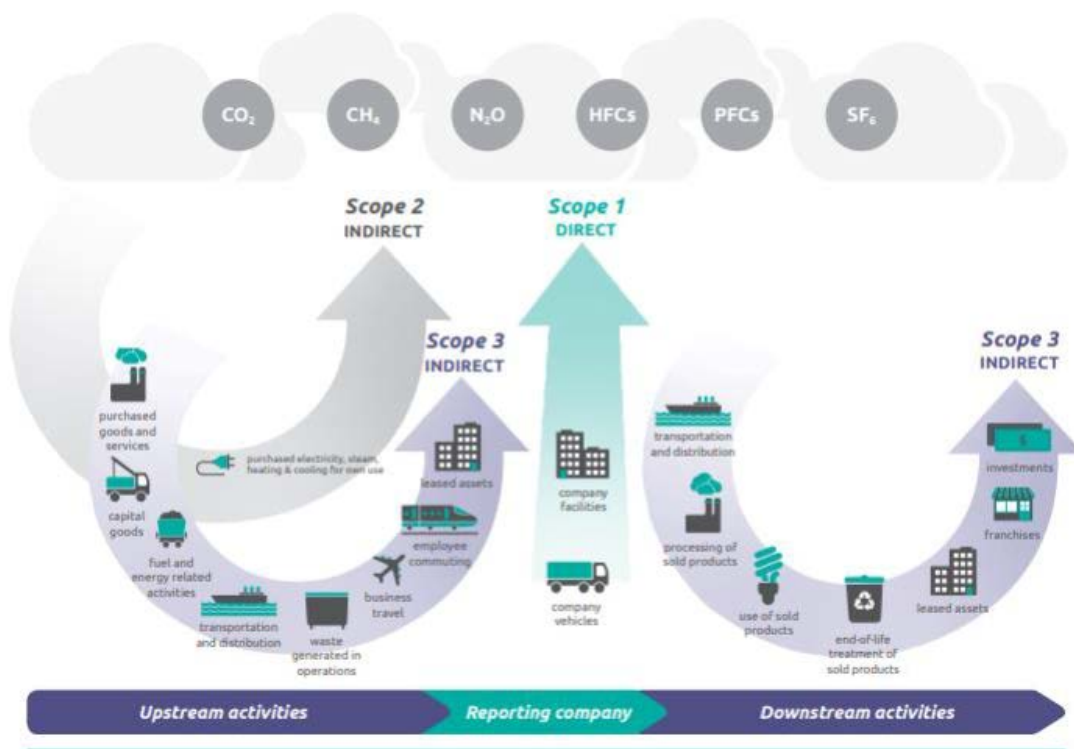 CO₂
CH₄
N₂O
HFCs
PFCs
SF₆
Scope 2
INDIRECT
Scope 1
DIRECT
Scope 3
INDIRECT
Scope 3
INDIRECT
purchased
goods and
services
capital
goods
fuel and
energy related
activities
transportation
and distribution
waste
generated in
operations
business
travel
employee
commuting
leased assets
purchased electricity, steam,
heating & cooling for own use
company
facilities
company
vehicles
transportation
and distribution
processing of
sold products
use of sold
products
end-of-life
treatment of
sold products
leased assets
franchises
investments
$
Upstream activities
Reporting company
Downstream activities